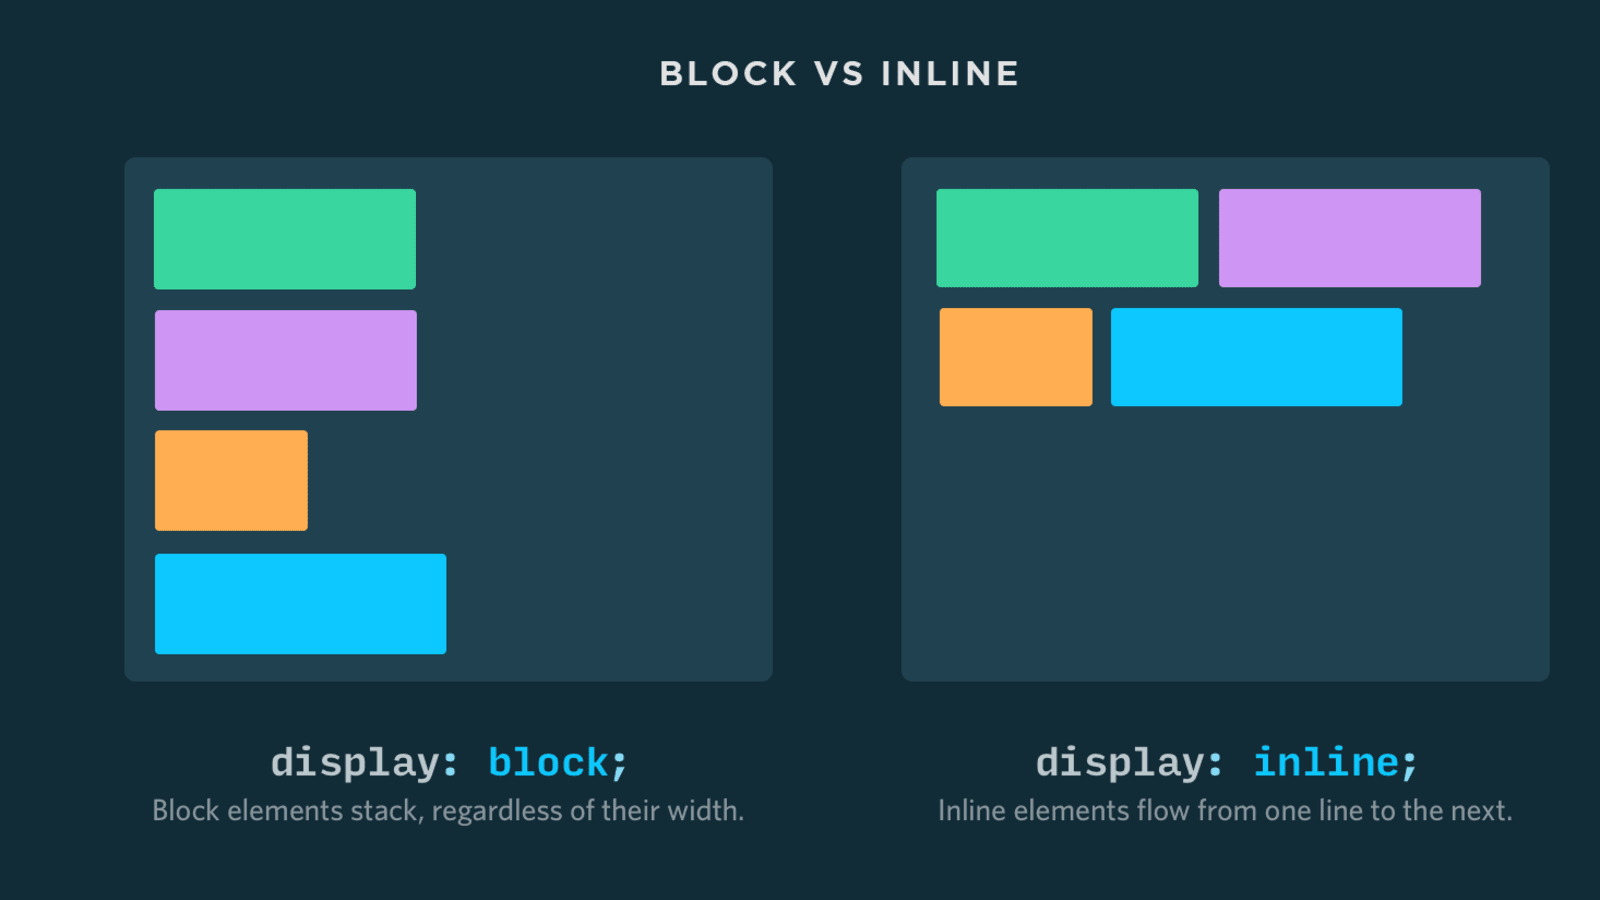 BLOCK VS INLINE
display: block;
Block elements stack, regardless of their width.
display: inline;
Inline elements flow from one line to the next.